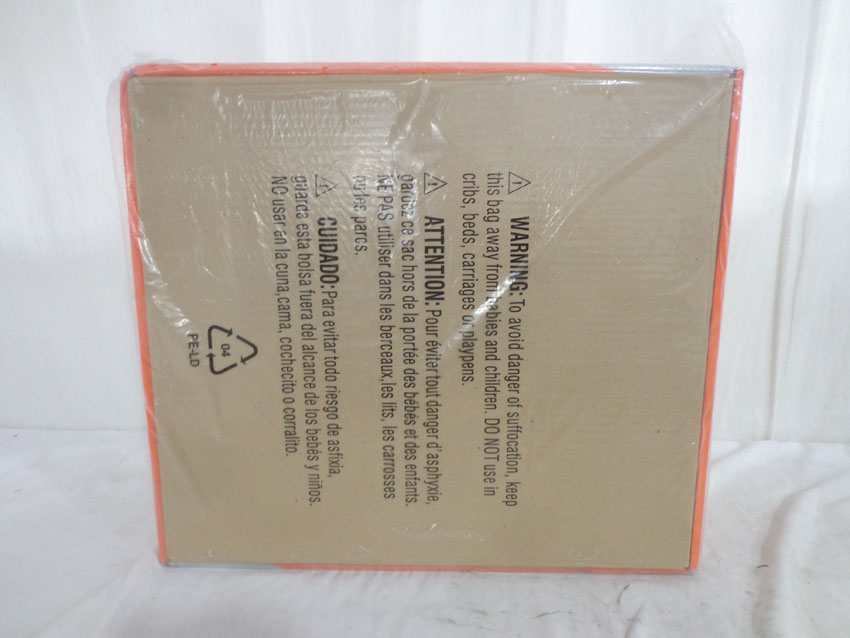 ⚠ WARNING: To avoid danger of suffocation, keep
this bag away from babies and children. DO NOT use in
cribs, beds, carriages or playpens.
⚠ ATTENTION: Pour éviter tout danger d'asphyxie,
gardez ce sac hors de la portée des bébés et des enfants.
NE PAS utiliser dans les berceaux, les lits, les carrosses
ou les parcs.
⚠ CUIDADO: Para evitar todo riesgo de asfixia,
guarda esta bolsa fuera del alcance de los bebés y niños.
NO usar en la cuna, cama, cochecito o corralito.
04
PE-LD